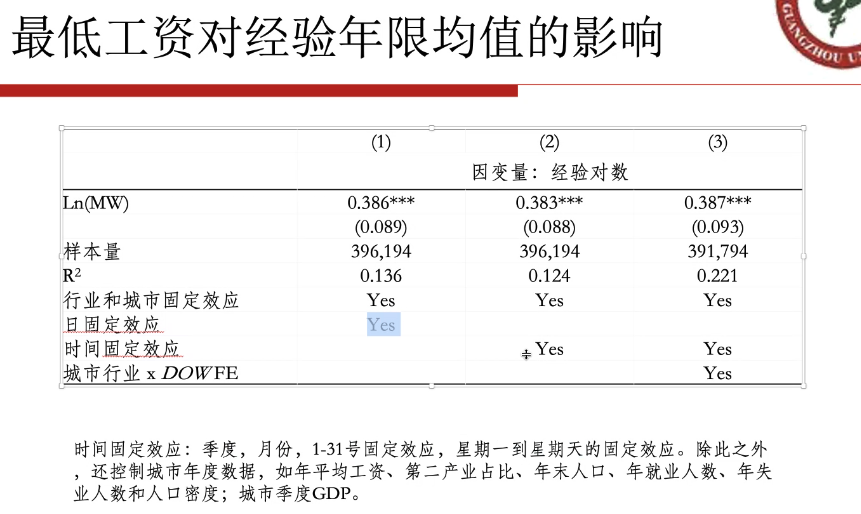 最低工资对经验年限均值的影响
GUANGZHOU UN
(1) (2) (3)
因变量：经验对数
Ln(MW) 0.386*** 0.383*** 0.387***
(0.089) (0.088) (0.093)
样本量 396,194 396,194 391,794
R² 0.136 0.124 0.221
行业和城市固定效应 Yes Yes Yes
日固定效应 Yes
时间固定效应 Yes Yes
城市行业 x DOW FE Yes
时间固定效应：季度，月份，1-31号固定效应，星期一到星期天的固定效应。除此之外
，还控制城市年度数据，如年平均工资、第二产业占比、年末人口、年就业人数、年失
业人数和人口密度；城市季度GDP。